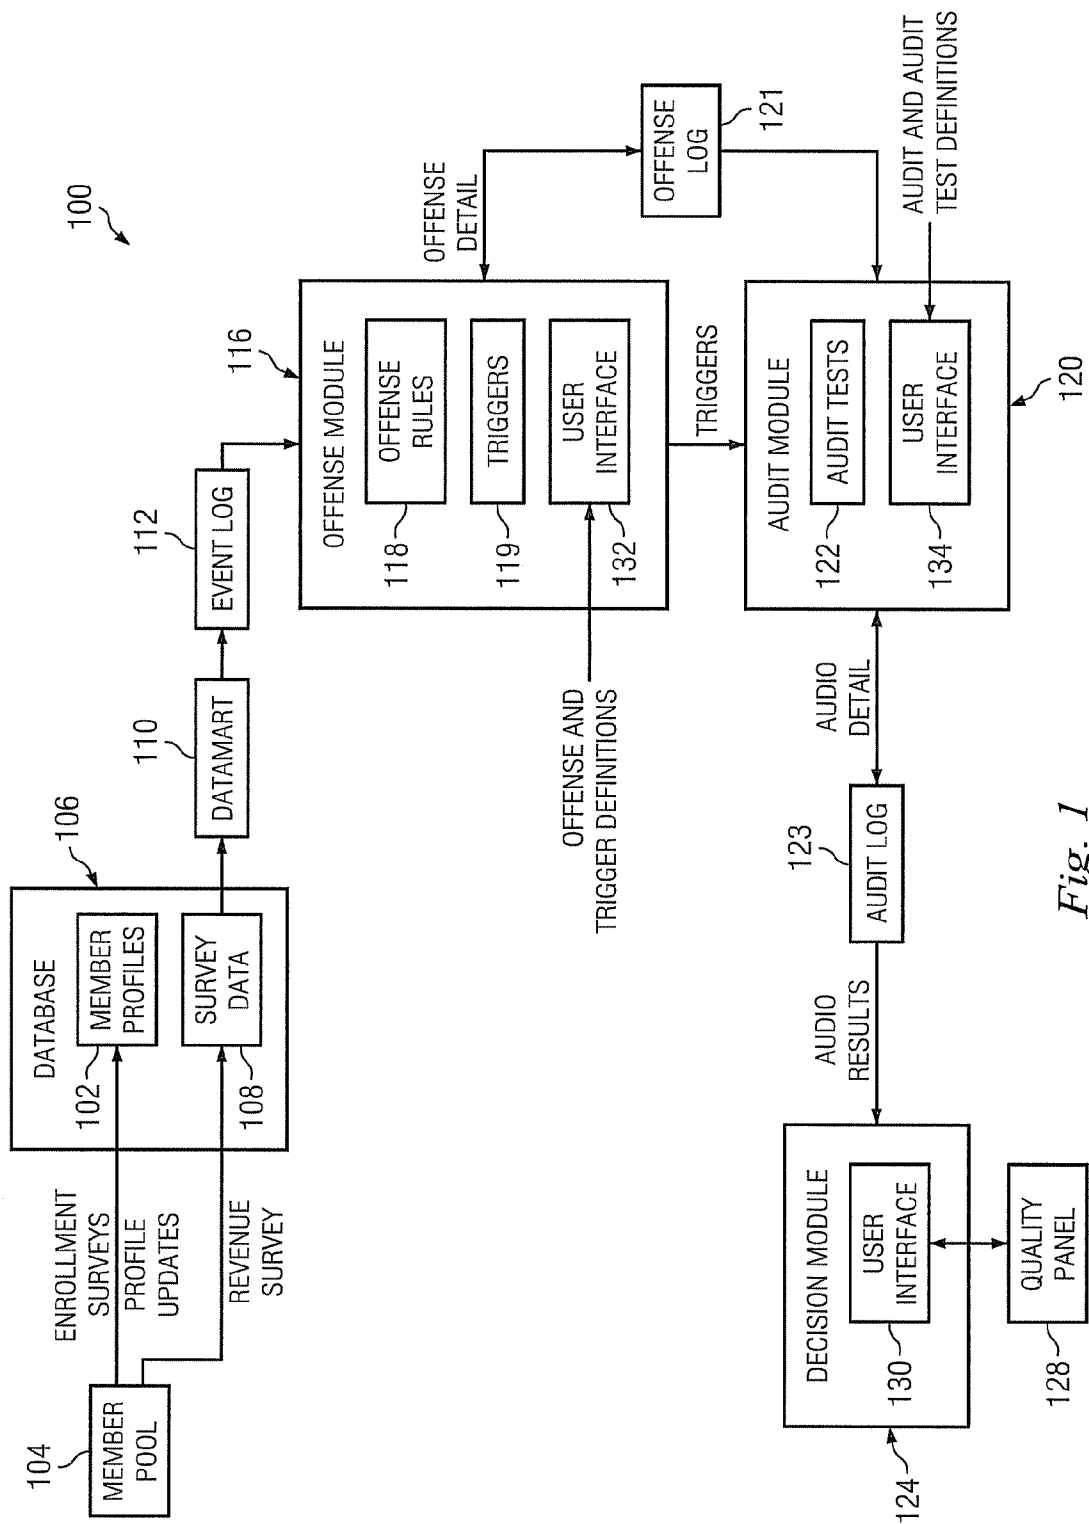 100
104
MEMBER
POOL
ENROLLMENT
SURVEYS
PROFILE
UPDATES
REVENUE
SURVEY
106
DATABASE
102
MEMBER
PROFILES
108
SURVEY
DATA
110
DATAMART
112
EVENT LOG
116
OFFENSE MODULE
118
OFFENSE
RULES
119
TRIGGERS
132
USER
INTERFACE
OFFENSE AND
TRIGGER DEFINITIONS
OFFENSE
DETAIL
OFFENSE
LOG
121
TRIGGERS
AUDIT MODULE
122
AUDIT TESTS
134
USER
INTERFACE
120
AUDIT AND AUDIT
TEST DEFINITIONS
AUDIO
DETAIL
123
AUDIT LOG
AUDIO
RESULTS
DECISION MODULE
130
USER
INTERFACE
124
128
QUALITY
PANEL
Fig. 1